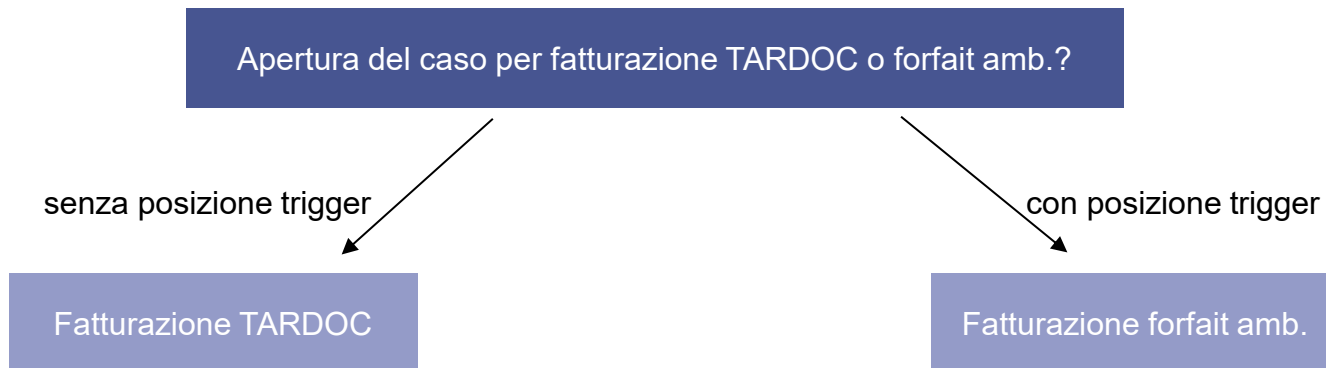 Apertura del caso per fatturazione TARDOC o forfait amb.?
senza posizione trigger
con posizione trigger
Fatturazione TARDOC
Fatturazione forfait amb.